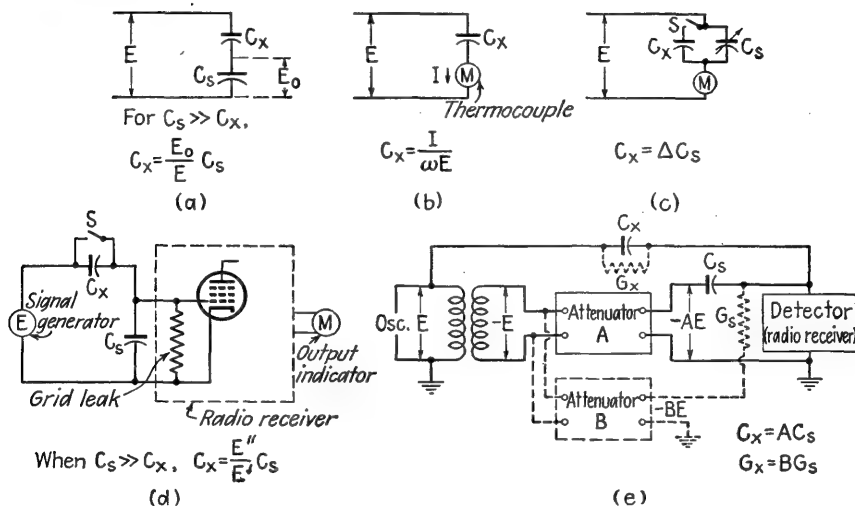 E
Cx
Cs
E₀
For Cs >> Cx,
Cx = E₀/E Cs
(a)
E
Cx
I↓ M
Thermocouple
Cx = I/ωE
(b)
E
S
Cx
Cs
M
Cx = ΔCs
(c)
S
Cx
E
Signal generator
Cs
Grid leak
M
Output indicator
Radio receiver
When Cs >> Cx, Cx = E″/E′ Cs
(d)
Cx
Gx
Osc.
E
-E
Attenuator
A
-AE
Cs
Gs
Detector
(radio receiver)
Attenuator
B
-BE
Cx = ACs
Gx = BGs
(e)